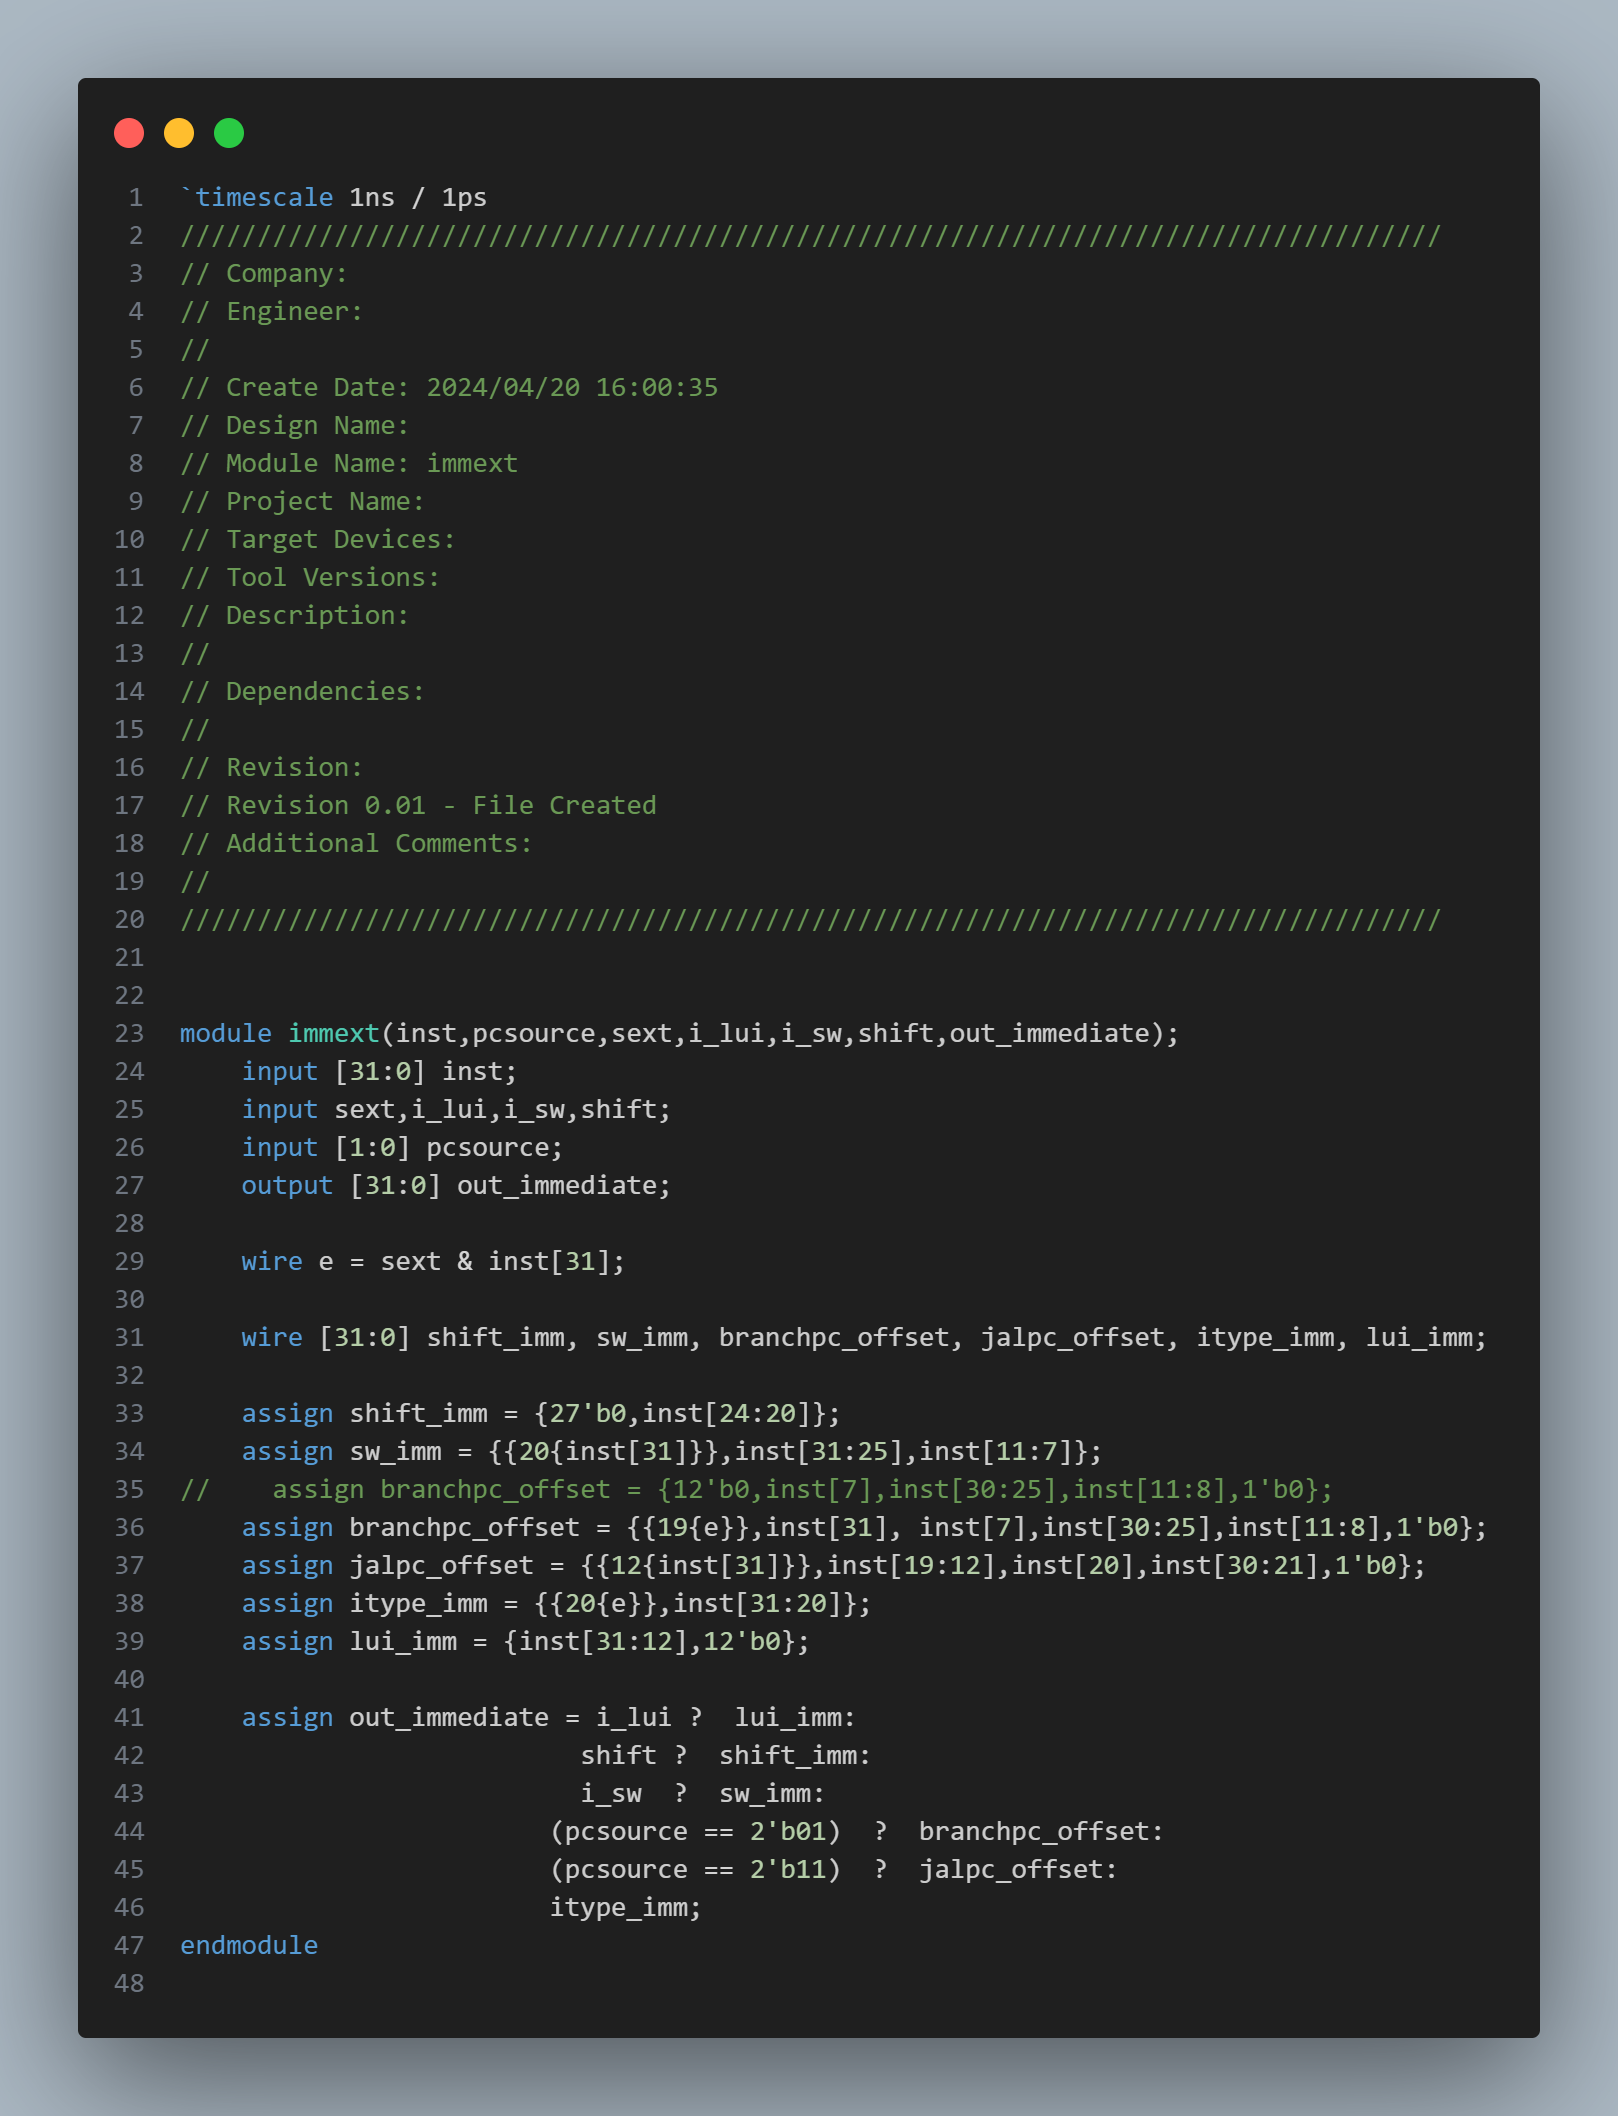 1 `timescale 1ns / 1ps
2 //////////////////////////////////////////////////////////////////////////////////
3 // Company:
4 // Engineer:
5 //
6 // Create Date: 2024/04/20 16:00:35
7 // Design Name:
8 // Module Name: immext
9 // Project Name:
10 // Target Devices:
11 // Tool Versions:
12 // Description:
13 //
14 // Dependencies:
15 //
16 // Revision:
17 // Revision 0.01 - File Created
18 // Additional Comments:
19 //
20 //////////////////////////////////////////////////////////////////////////////////
21
22
23 module immext(inst,pcsource,sext,i_lui,i_sw,shift,out_immediate);
24     input [31:0] inst;
25     input sext,i_lui,i_sw,shift;
26     input [1:0] pcsource;
27     output [31:0] out_immediate;
28
29     wire e = sext & inst[31];
30
31     wire [31:0] shift_imm, sw_imm, branchpc_offset, jalpc_offset, itype_imm, lui_imm;
32
33     assign shift_imm = {27'b0,inst[24:20]};
34     assign sw_imm = {{20{inst[31]}},inst[31:25],inst[11:7]};
35 //    assign branchpc_offset = {12'b0,inst[7],inst[30:25],inst[11:8],1'b0};
36     assign branchpc_offset = {{19{e}},inst[31], inst[7],inst[30:25],inst[11:8],1'b0};
37     assign jalpc_offset = {{12{inst[31]}},inst[19:12],inst[20],inst[30:21],1'b0};
38     assign itype_imm = {{20{e}},inst[31:20]};
39     assign lui_imm = {inst[31:12],12'b0};
40
41     assign out_immediate = i_lui ?  lui_imm:
42                           shift ?  shift_imm:
43                           i_sw  ?  sw_imm:
44                         (pcsource == 2'b01)  ?  branchpc_offset:
45                         (pcsource == 2'b11)  ?  jalpc_offset:
46                         itype_imm;
47 endmodule
48